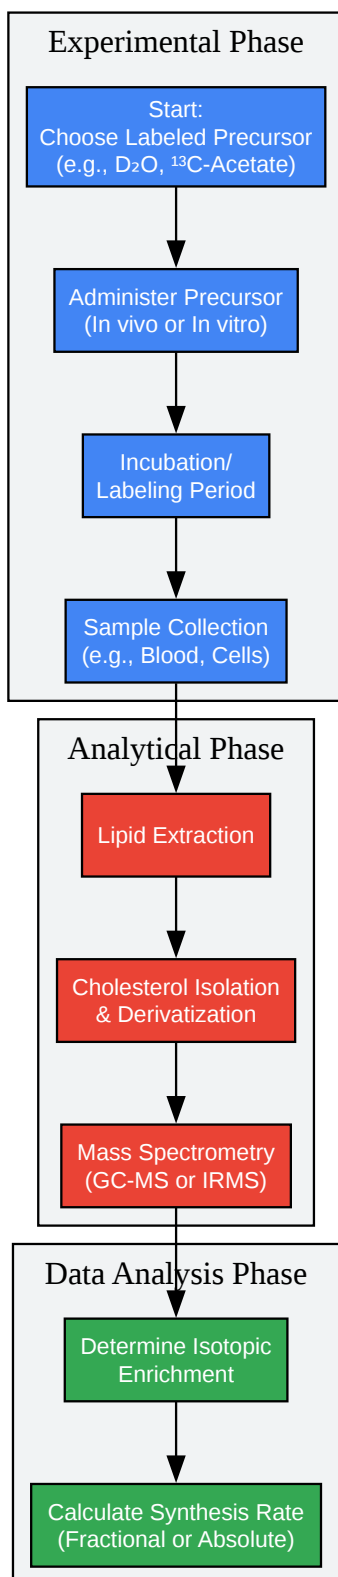 Experimental Phase
Start:
Choose Labeled Precursor
(e.g., D₂O, ¹³C-Acetate)
Administer Precursor
(In vivo or In vitro)
Incubation/
Labeling Period
Sample Collection
(e.g., Blood, Cells)
Analytical Phase
Lipid Extraction
Cholesterol Isolation
& Derivatization
Mass Spectrometry
(GC-MS or IRMS)
Data Analysis Phase
Determine Isotopic
Enrichment
Calculate Synthesis Rate
(Fractional or Absolute)